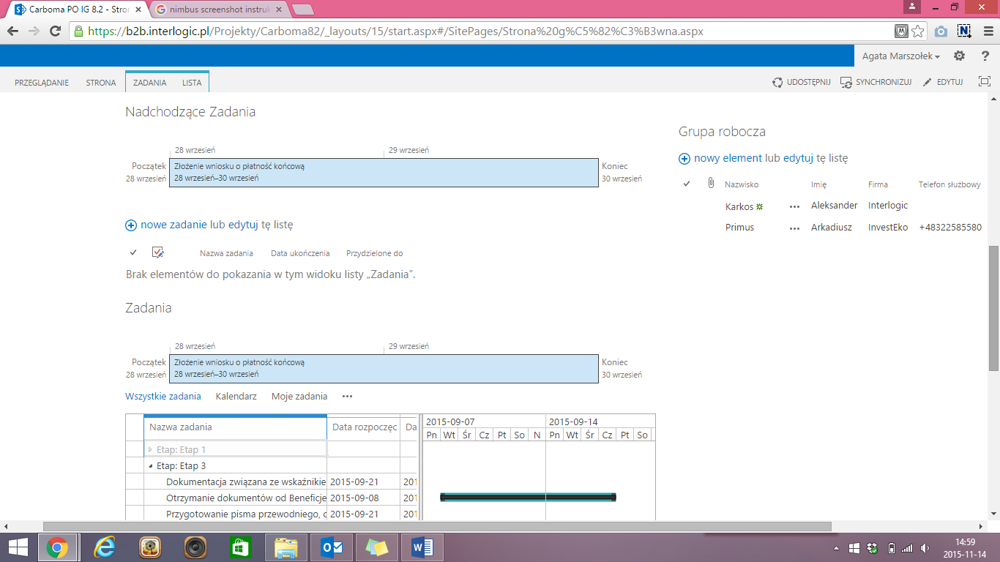 Carboma PO IG 8.2 - Stron
nimbus screenshot instruk
https://b2b.interlogic.pl/Projekty/Carboma82/_layouts/15/start.aspx#/SitePages/Strona%20g%C5%82%C3%B3wna.aspx
Agata Marszołek
PRZEGLĄDANIE STRONA ZADANIA LISTA UDOSTĘPNIJ SYNCHRONIZUJ EDYTUJ
Nadchodzące Zadania
28 wrzesień 29 wrzesień
Początek
28 wrzesień
Złożenie wniosku o płatność końcową
28 wrzesień–30 wrzesień
Koniec
30 wrzesień
nowe zadanie lub edytuj tę listę
Nazwa zadania Data ukończenia Przydzielone do
Brak elementów do pokazania w tym widoku listy „Zadania”.
Zadania
28 wrzesień 29 wrzesień
Początek
28 wrzesień
Złożenie wniosku o płatność końcową
28 wrzesień–30 wrzesień
Koniec
30 wrzesień
Wszystkie zadania Kalendarz Moje zadania ...
Nazwa zadania Data rozpoczęc Da
2015-09-07 2015-09-14
Pn Wt Śr Cz Pt So N Pn Wt Śr Cz Pt So
Etap: Etap 1
Etap: Etap 3
Dokumentacja związana ze wskaźnikie 2015-09-21 201
Otrzymanie dokumentów od Beneficje 2015-09-08 201
Przygotowanie pisma przewodniego, c 2015-09-21 201
Grupa robocza
nowy element lub edytuj tę listę
Nazwisko Imię Firma Telefon służbowy
Karkos ... Aleksander Interlogic
Primus ... Arkadiusz InvestEko +48322585580
14:59
2015-11-14